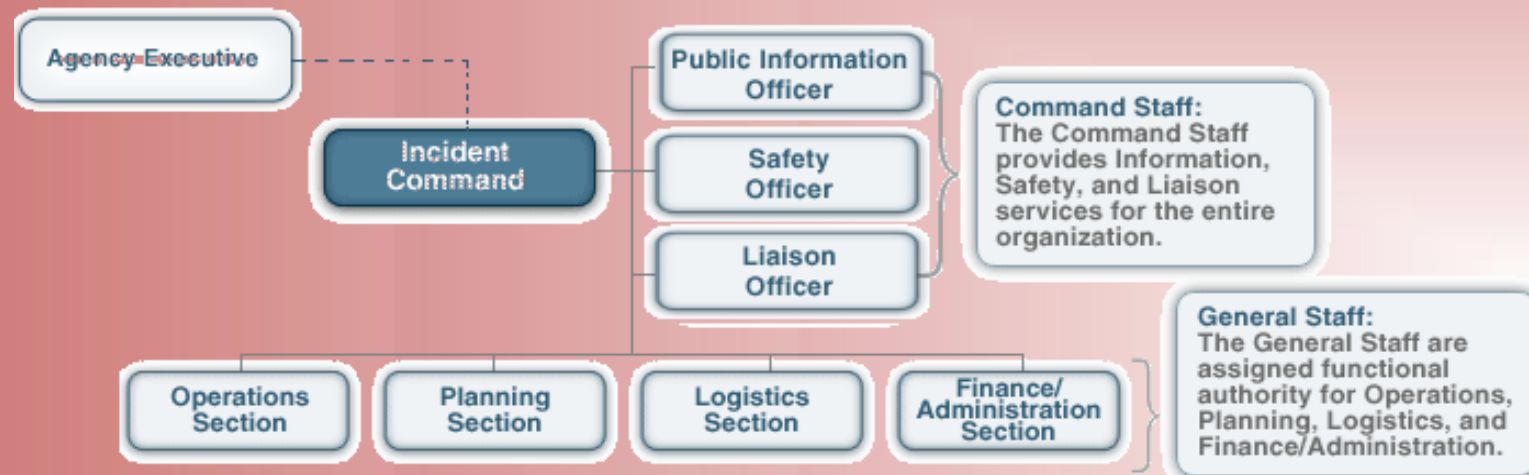 Agency Executive
Incident
Command
Public Information
Officer
Safety
Officer
Liaison
Officer
Command Staff:
The Command Staff
provides Information,
Safety, and Liaison
services for the entire
organization.
General Staff:
The General Staff are
assigned functional
authority for Operations,
Planning, Logistics, and
Finance/Administration.
Operations
Section
Planning
Section
Logistics
Section
Finance/
Administration
Section